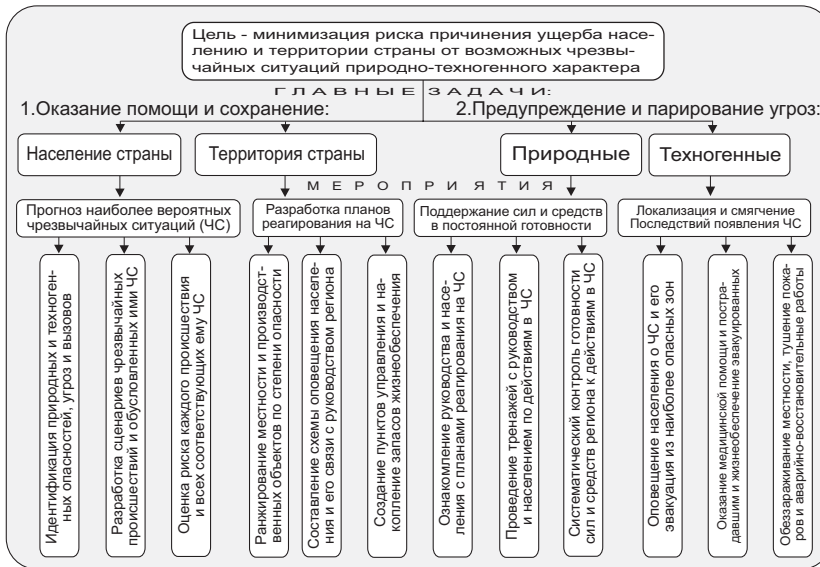 Цель - минимизация риска причинения ущерба насе-
лению и территории страны от возможных чрезвы-
чайных ситуаций природно-техногенного характера
ГЛАВНЫЕ ЗАДАЧИ:
1.Оказание помощи и сохранение:
2.Предупреждение и парирование угроз:
Население страны
Территория страны
Природные
Техногенные
МЕРОПРИЯТИЯ
Прогноз наиболее вероятных
чрезвычайных ситуаций (ЧС)
Разработка планов
реагирования на ЧС
Поддержание сил и средств
в постоянной готовности
Локализация и смягчение
Последствий появления ЧС
Идентификация природных и техноген-
ных опасностей, угроз и вызовов
Разработка сценариев чрезвычайных
происшествий и обусловленных ими ЧС
Оценка риска каждого происшествия
и всех соответствующих ему ЧС
Ранжирование местности и производст-
венных объектов по степени опасности
Составление схемы оповещения населе-
ния и его связи с руководством региона
Создание пунктов управления и на-
копление запасов жизнеобеспечения
Ознакомление руководства и насе-
ления с планами реагирования на ЧС
Проведение тренажей с руководством
и населением по действиям в ЧС
Систематический контроль готовности
сил и средств региона к действиям в ЧС
Оповещение населения о ЧС и его
эвакуация из наиболее опасных зон
Оказание медицинской помощи и постра-
давшим и жизнеобеспечение эвакуированных
Обеззараживание местности, тушение пожа-
ров и аварийно-восстановительные работы